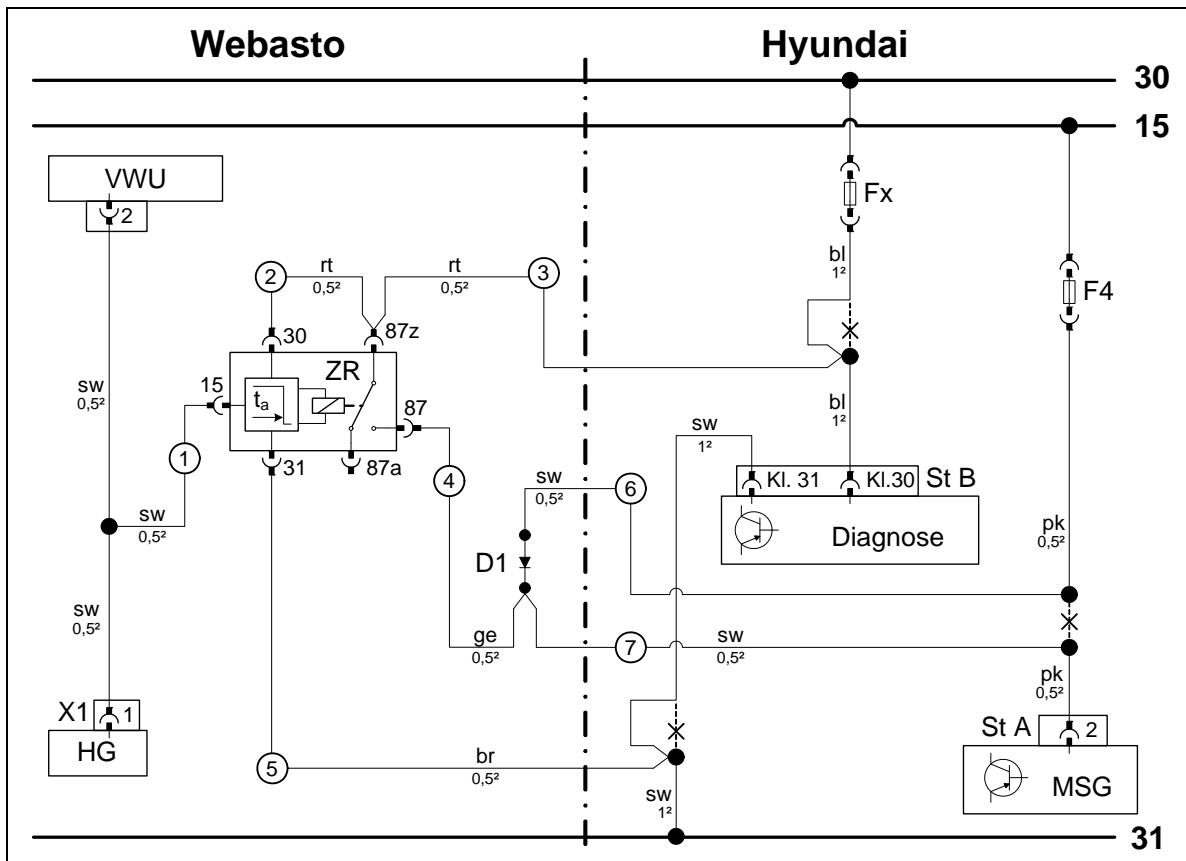 Webasto
Hyundai
30
15
VWU
2
Fx
bl
1²
F4
2
rt
0,5²
rt
0,5²
3
30
87z
ZR
sw
0,5²
15
tₐ
87
bl
1²
1
31
87a
4
sw
1²
Kl. 31
Kl.30
St B
sw
0,5²
6
sw
0,5²
D1
Diagnose
pk
0,5²
sw
0,5²
ge
0,5²
7
sw
0,5²
pk
0,5²
X1
1
St A
2
HG
5
br
0,5²
sw
1²
MSG
31